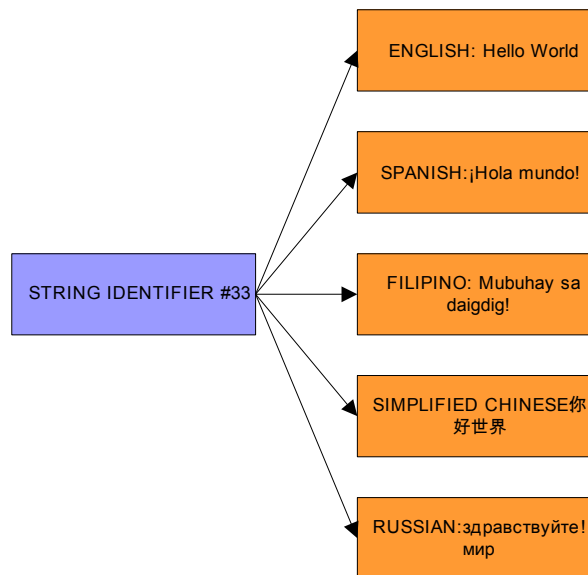 ENGLISH: Hello World
SPANISH:¡Hola mundo!
STRING IDENTIFIER #33
FILIPINO: Mubuhay sa
daigdig!
SIMPLIFIED CHINESE你
好世界
RUSSIAN:здравствуйте!
мир